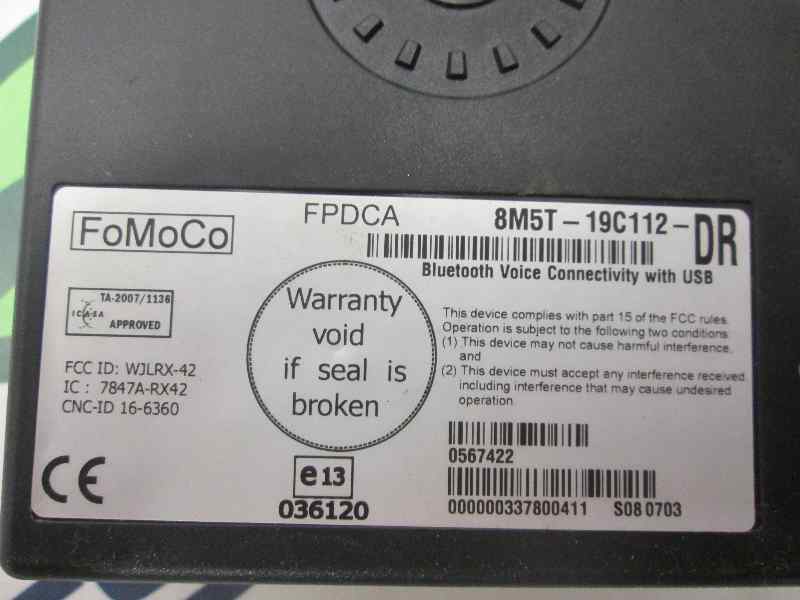 FoMoCo
FPDCA
8M5T-19C112-DR
Bluetooth Voice Connectivity with USB
TA-2007/1136
ICASA
APPROVED
Warranty
void
if seal is
broken
This device complies with part 15 of the FCC rules.
Operation is subject to the following two conditions:
(1) This device may not cause harmful interference,
and
(2) This device must accept any interference received
including interference that may cause undesired
operation.
FCC ID: WJLRX-42
IC : 7847A-RX42
CNC-ID 16-6360
CE
e13
036120
0567422
000000337800411 S08 0703